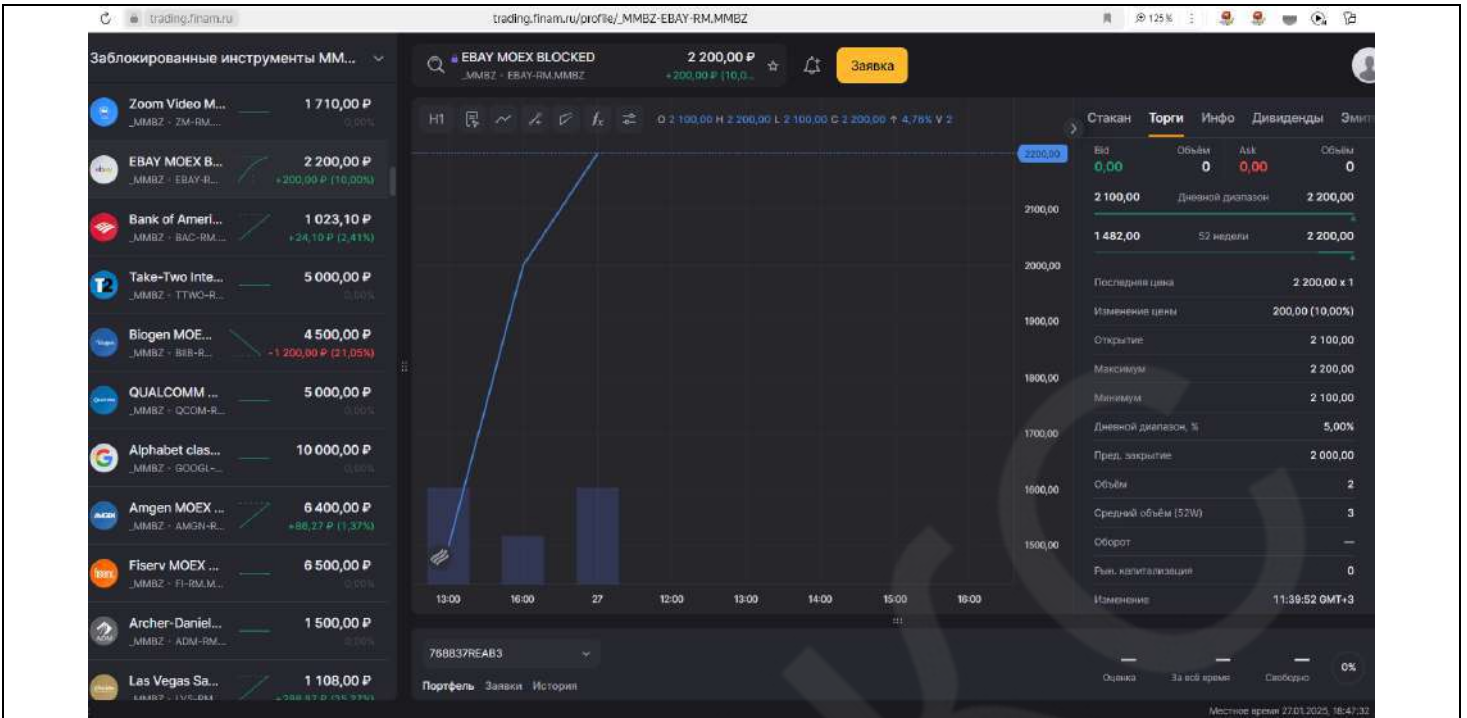 trading.finam.ru
trading.finam.ru/profile/_MMBZ-EBAY-RM.MMBZ
125 %
Заблокированные инструменты MM...
EBAY MOEX BLOCKED
2 200,00 ₽
_MMBZ - EBAY-RM.MMBZ
+200,00 ₽ (10,0...
Заявка
Zoom Video M...
1 710,00 ₽
_MMBZ - ZM-RM....
0,00%
EBAY MOEX B...
2 200,00 ₽
_MMBZ - EBAY-R...
+200,00 ₽ (10,00%)
Bank of Ameri...
1 023,10 ₽
_MMBZ - BAC-RM....
+24,10 ₽ (2,41%)
Take-Two Inte...
5 000,00 ₽
_MMBZ - TTWO-R...
0,00%
Biogen MOE...
4 500,00 ₽
_MMBZ - BIIB-R...
-1 200,00 ₽ (21,05%)
QUALCOMM ...
5 000,00 ₽
_MMBZ - QCOM-R...
0,00%
Alphabet clas...
10 000,00 ₽
_MMBZ - GOOGL-...
0,00%
Amgen MOEX ...
6 400,00 ₽
_MMBZ - AMGN-R...
+86,27 ₽ (1,37%)
Fiserv MOEX ...
6 500,00 ₽
_MMBZ - FI-RM.M...
0,00%
Archer-Daniel...
1 500,00 ₽
_MMBZ - ADM-RM...
0,00%
Las Vegas Sa...
1 108,00 ₽
_MMBZ - LVS-RM
H1
O 2 100,00 H 2 200,00 L 2 100,00 C 2 200,00 ↑ 4,76% V 2
2200,00
2100,00
2000,00
1900,00
1800,00
1700,00
1600,00
1500,00
13:00 16:00 27 12:00 13:00 14:00 15:00 16:00
768837REAB3
Портфель Заявки История
Стакан Торги Инфо Дивиденды Эмит
Bid Объём Ask Объём
0,00 0 0,00 0
2 100,00 Дневной диапазон 2 200,00
1 482,00 52 недели 2 200,00
Последняя цена 2 200,00 x 1
Изменение цены 200,00 (10,00%)
Открытие 2 100,00
Максимум 2 200,00
Минимум 2 100,00
Дневной диапазон, % 5,00%
Пред. закрытие 2 000,00
Объём 2
Средний объём (52W) 3
Оборот —
Рын. капитализация 0
Изменение 11:39:52 GMT+3
Оценка За всё время Свободно 0%
Местное время 27.01.2025, 18:47:32